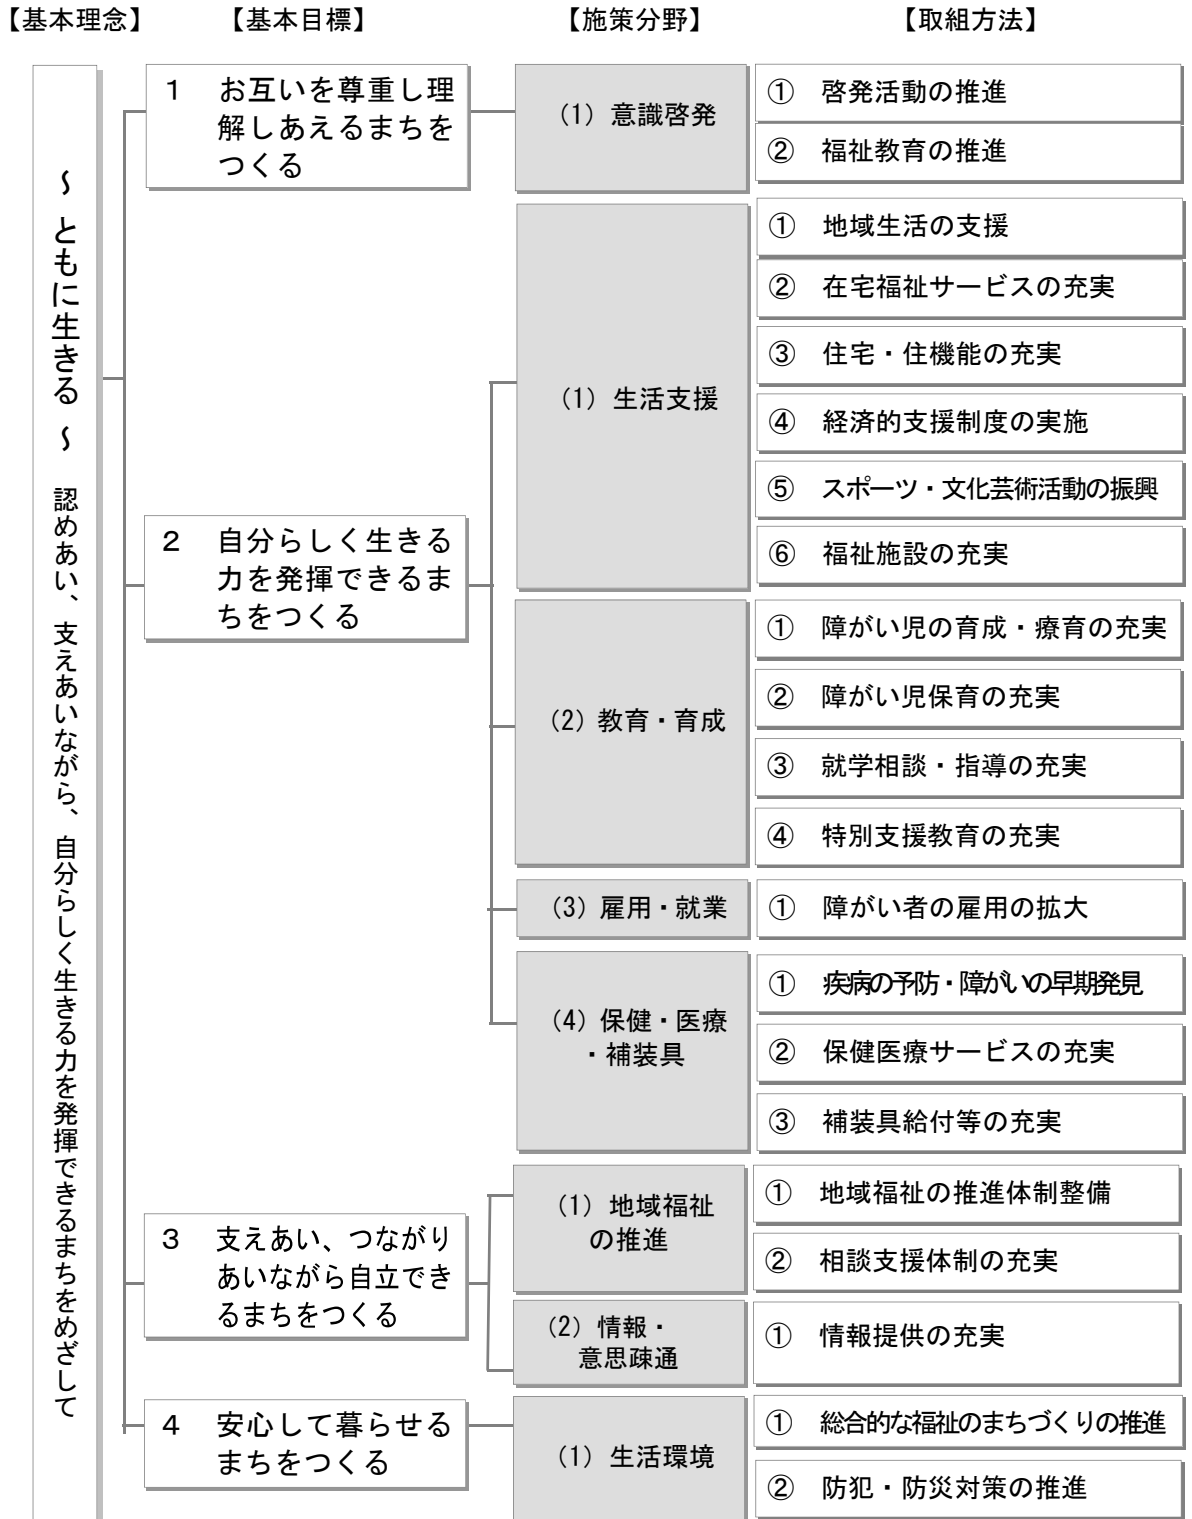 【基本理念】 【基本目標】 【施策分野】 【取組方法】
～ ともに生きる ～ 認めあい、支えあいながら、自分らしく生きる力を発揮できるまちをめざして
1 お互いを尊重し理
解しあえるまちを
つくる
(1) 意識啓発
① 啓発活動の推進
② 福祉教育の推進
2 自分らしく生きる
力を発揮できるま
ちをつくる
(1) 生活支援
① 地域生活の支援
② 在宅福祉サービスの充実
③ 住宅・住機能の充実
④ 経済的支援制度の実施
⑤ スポーツ・文化芸術活動の振興
⑥ 福祉施設の充実
(2) 教育・育成
① 障がい児の育成・療育の充実
② 障がい児保育の充実
③ 就学相談・指導の充実
④ 特別支援教育の充実
(3) 雇用・就業
① 障がい者の雇用の拡大
(4) 保健・医療
・補装具
① 疾病の予防・障がいの早期発見
② 保健医療サービスの充実
③ 補装具給付等の充実
3 支えあい、つながり
あいながら自立でき
るまちをつくる
(1) 地域福祉
の推進
① 地域福祉の推進体制整備
② 相談支援体制の充実
(2) 情報・
意思疎通
① 情報提供の充実
4 安心して暮らせる
まちをつくる
(1) 生活環境
① 総合的な福祉のまちづくりの推進
② 防犯・防災対策の推進